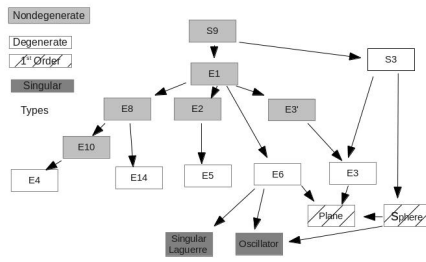 Nondegenerate
Degenerate
1st Order
Singular
Types
S9
S3
E1
E8
E2
E3'
E10
E4
E14
E5
E6
E3
Plane
Sphere
Singular
Laguerre
Oscillator